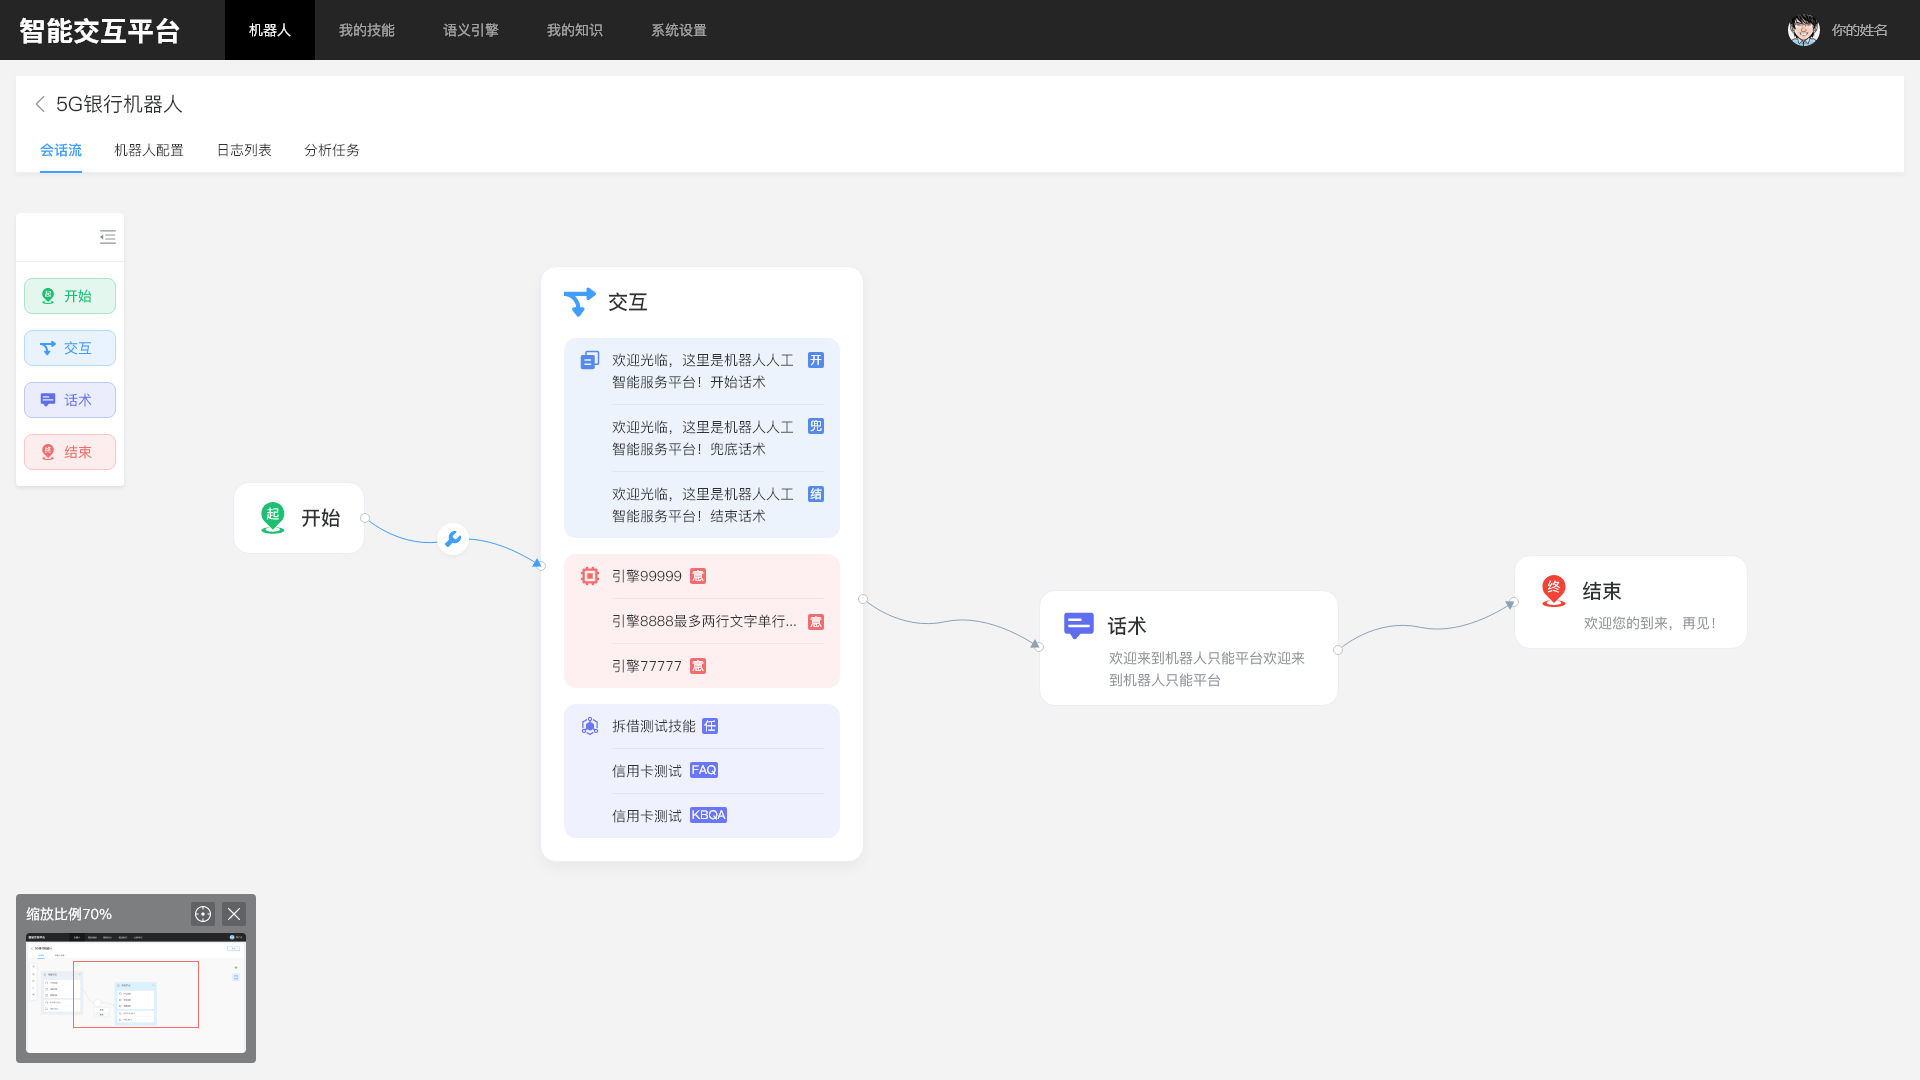 智能交互平台
机器人
我的技能
语义引擎
我的知识
系统设置
你的姓名
5G银行机器人
会话流
机器人配置
日志列表
分析任务
起
开始
交互
话术
终
结束
起
开始
交互
欢迎光临，这里是机器人人工 开
智能服务平台！开始话术
欢迎光临，这里是机器人人工 兜
智能服务平台！兜底话术
欢迎光临，这里是机器人人工 结
智能服务平台！结束话术
引擎99999 意
引擎8888最多两行文字单行... 意
引擎77777 意
拆借测试技能 任
信用卡测试 FAQ
信用卡测试 KBQA
话术
欢迎来到机器人只能平台欢迎来
到机器人只能平台
终
结束
欢迎您的到来，再见！
缩放比例70%